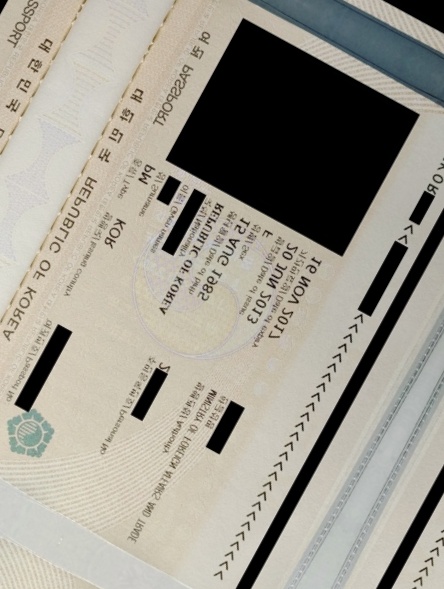 대한민국 REPUBLIC OF KOREA
여권 PASSPORT
종류/Type
PM
발행국/Issuing country
KOR
여권번호/Passport No
성/Surname
이름/Given names
국적/Nationality
REPUBLIC OF KOREA
생년월일/Date of birth
15 AUG 1985
주민등록번호/Personal No
2
성별/Sex
F
발급일/Date of issue
20 JUN 2013
기간만료일/Date of expiry
16 NOV 2017
발행관청/Authority
MINISTRY OF FOREIGN AFFAIRS AND TRADE
한글성명
KOR
PASSPORT
대한민국